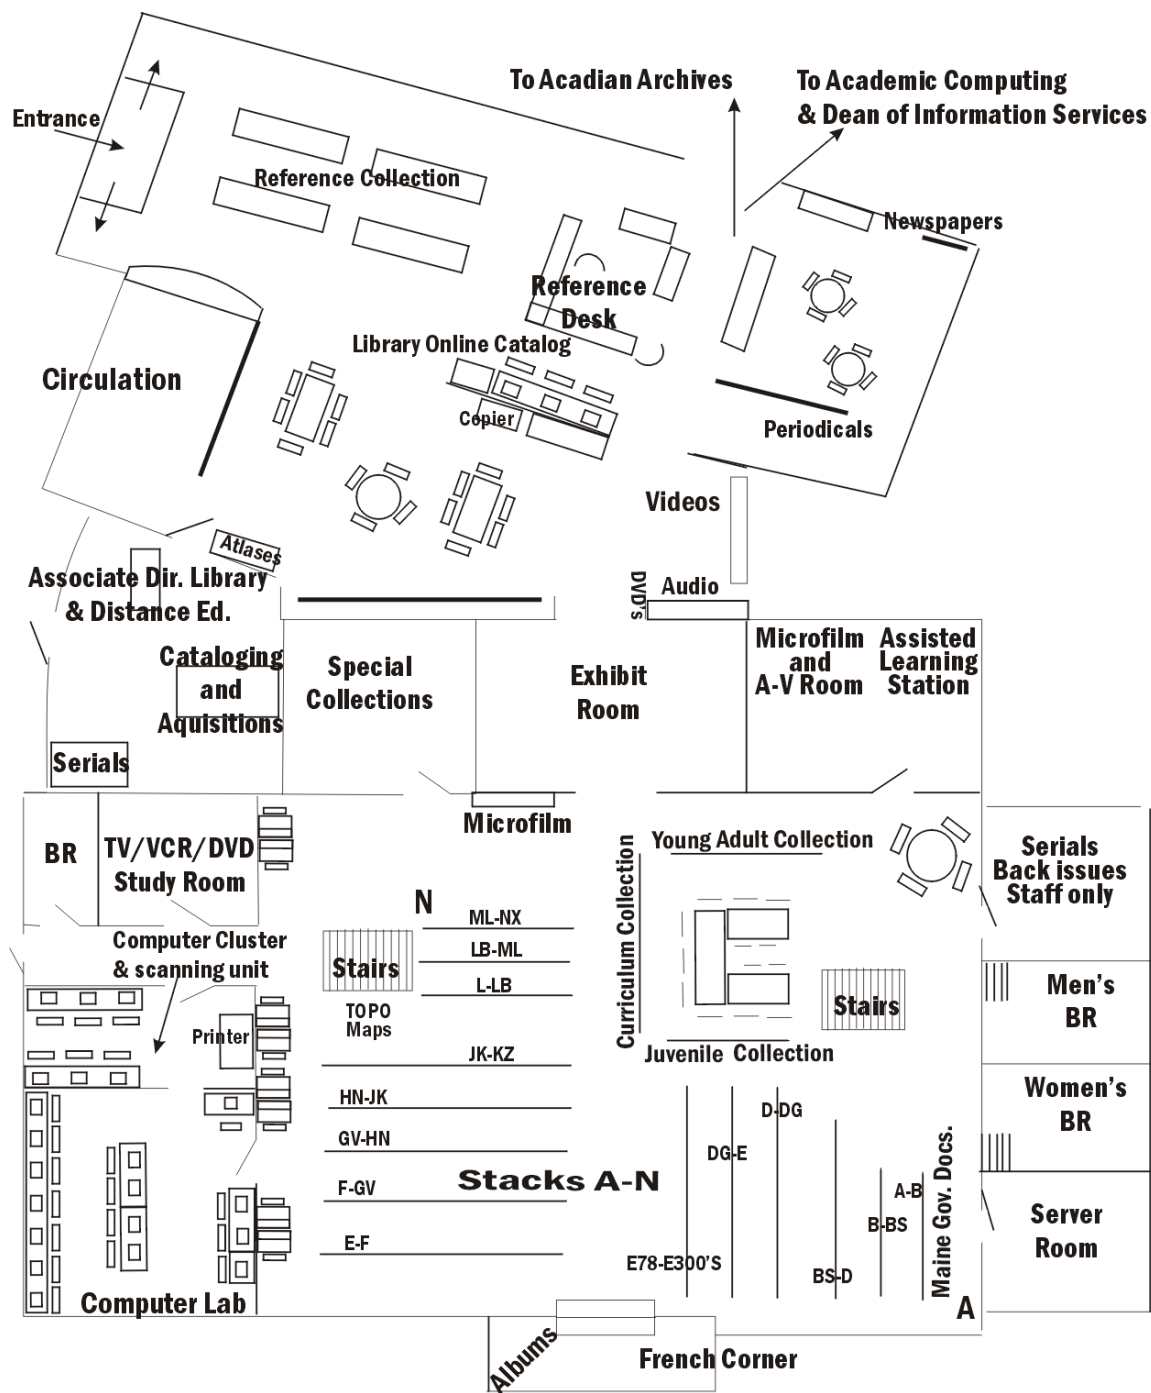 To Acadian Archives
To Academic Computing
& Dean of Information Services
Entrance
Reference Collection
Newspapers
Reference
Desk
Library Online Catalog
Circulation
Copier
Periodicals
Videos
Atlases
Associate Dir. Library
& Distance Ed.
DVD's
Audio
Cataloging
and
Aquisitions
Special
Collections
Exhibit
Room
Microfilm
and
A-V Room
Assisted
Learning
Station
Serials
Microfilm
BR
TV/VCR/DVD
Study Room
Young Adult Collection
Curriculum Collection
Serials
Back issues
Staff only
N
ML-NX
LB-ML
L-LB
Computer Cluster
& scanning unit
Stairs
TOPO
Maps
Printer
Stairs
Men's
BR
Juvenile Collection
JK-KZ
HN-JK
GV-HN
F-GV
E-F
Stacks A-N
D-DG
DG-E
E78-E300'S
BS-D
B-BS
A-B
Maine Gov. Docs.
A
Women's
BR
Server
Room
Computer Lab
Albums
French Corner